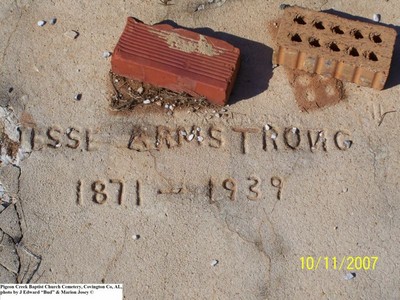 JESSE ARMSTRONG
1871 — 1939
10/11/2007
Pigeon Creek Baptist Church Cemetery, Covington Co, AL,
photo by J Edward "Bud" & Marion Josey ©